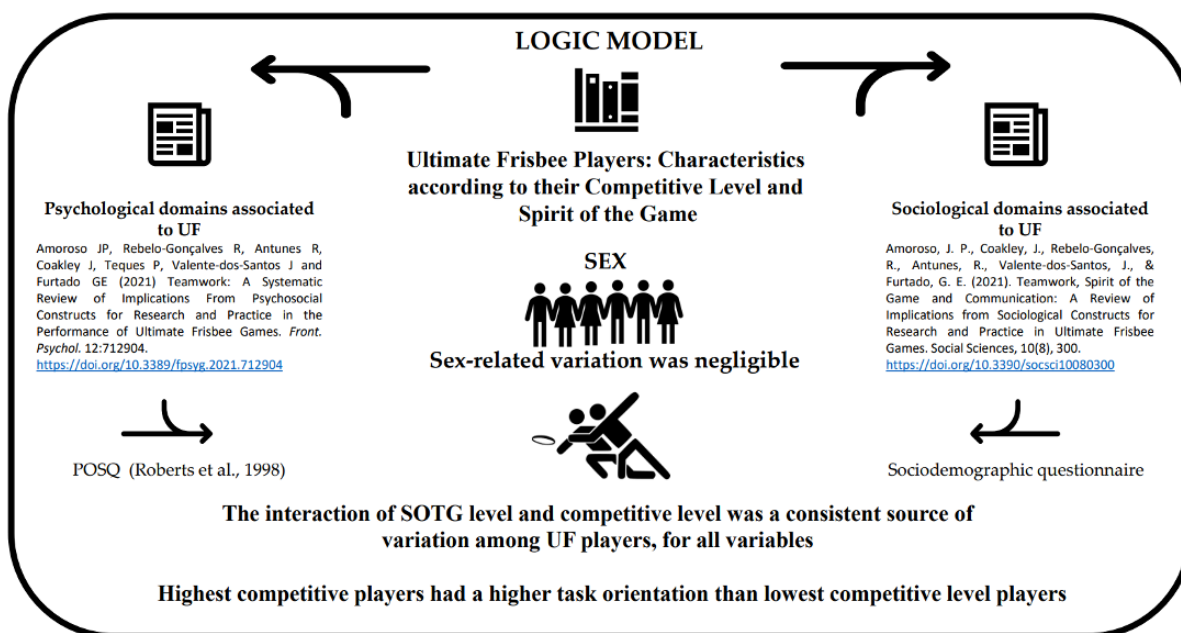 LOGIC MODEL
Ultimate Frisbee Players: Characteristics
according to their Competitive Level and
Spirit of the Game
Psychological domains associated
to UF
Amoroso JP, Rebelo-Gonçalves R, Antunes R,
Coakley J, Teques P, Valente-dos-Santos J and
Furtado GE (2021) Teamwork: A Systematic
Review of Implications From Psychosocial
Constructs for Research and Practice in the
Performance of Ultimate Frisbee Games. Front.
Psychol. 12:712904.
https://doi.org/10.3389/fpsyg.2021.712904
POSQ (Roberts et al., 1998)
SEX
Sex-related variation was negligible
Sociological domains associated
to UF
Amoroso, J. P., Coakley, J., Rebelo-Gonçalves,
R., Antunes, R., Valente-dos-Santos, J., &
Furtado, G. E. (2021). Teamwork, Spirit of the
Game and Communication: A Review of
Implications from Sociological Constructs for
Research and Practice in Ultimate Frisbee
Games. Social Sciences, 10(8), 300.
https://doi.org/10.3390/socsci10080300
Sociodemographic questionnaire
The interaction of SOTG level and competitive level was a consistent source of
variation among UF players, for all variables
Highest competitive players had a higher task orientation than lowest competitive level players